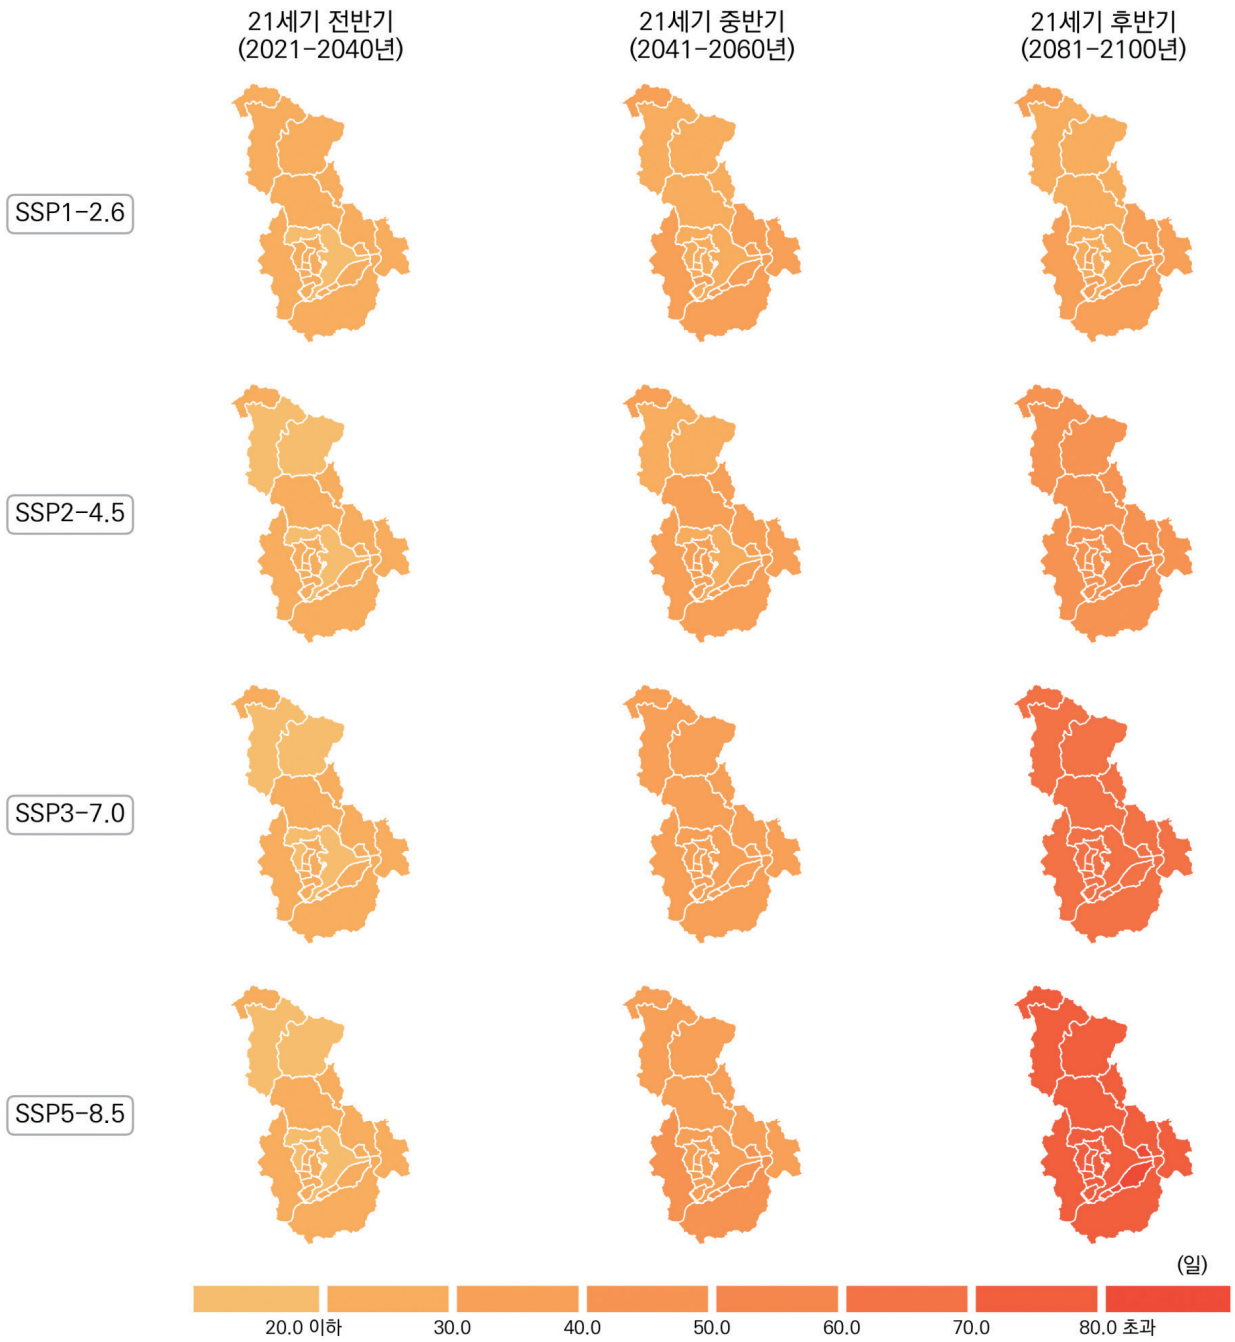 21세기 전반기
(2021-2040년)
21세기 중반기
(2041-2060년)
21세기 후반기
(2081-2100년)
SSP1-2.6
SSP2-4.5
SSP3-7.0
SSP5-8.5
(일)
20.0 이하
30.0
40.0
50.0
60.0
70.0
80.0 초과